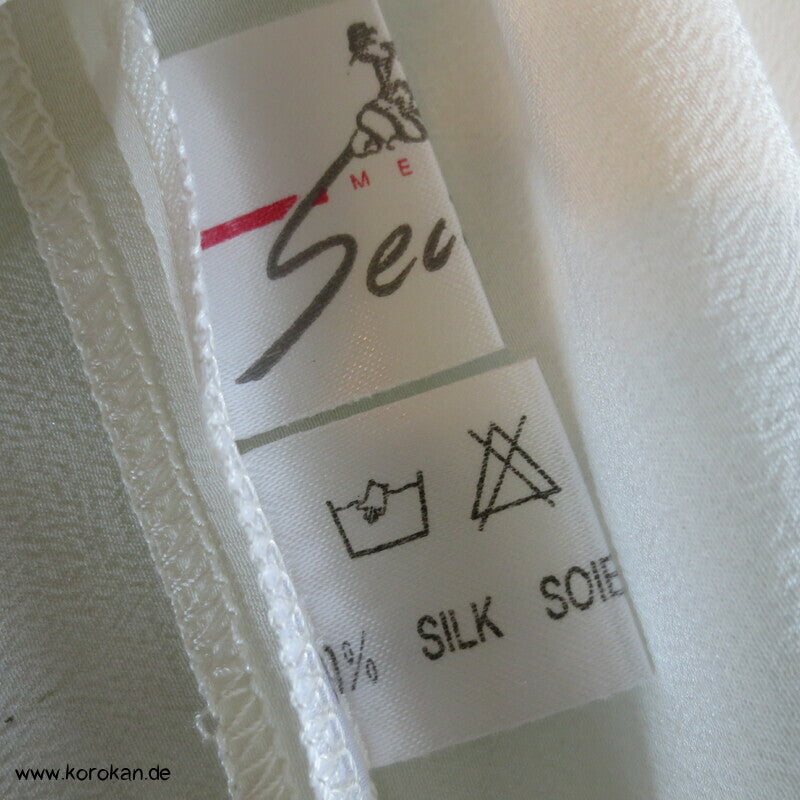 M E
Sec
1% SILK SOIE
www.korokan.de